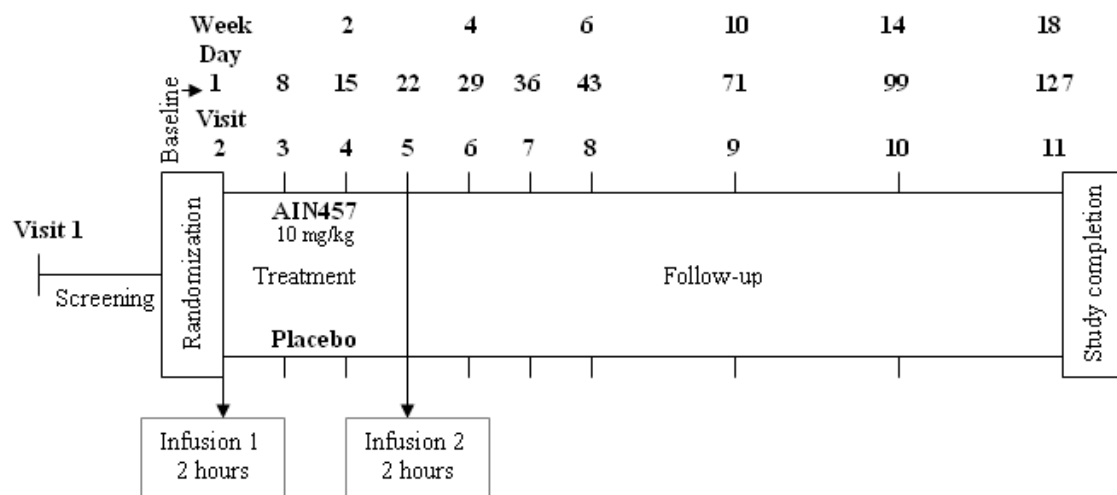 Week 2 4 6 10 14 18
Day
1 8 15 22 29 36 43 71 99 127
Baseline
Visit
2 3 4 5 6 7 8 9 10 11
Visit 1
Screening
Randomization
AIN457
10 mg/kg
Treatment
Placebo
Follow-up
Study completion
Infusion 1
2 hours
Infusion 2
2 hours